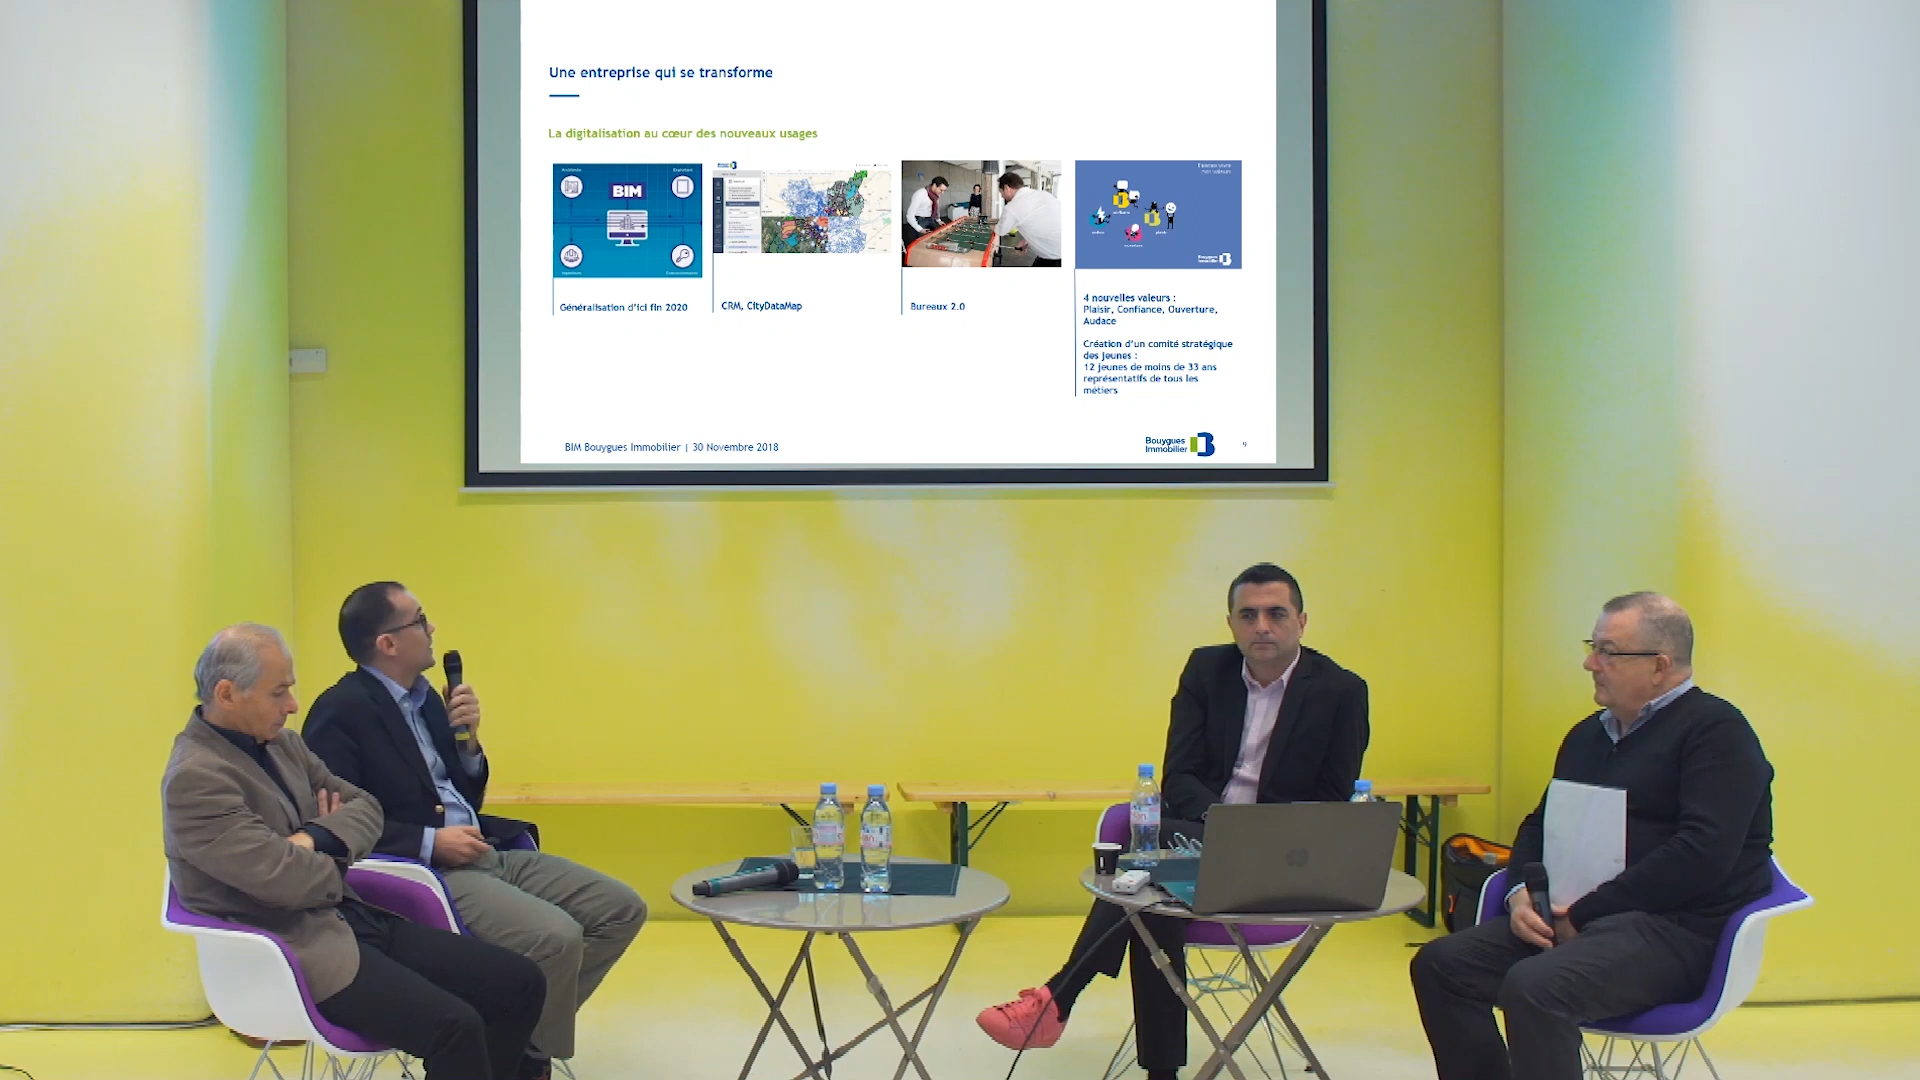 Une entreprise qui se transforme
La digitalisation au cœur des nouveaux usages
BIM
Généralisation d'ici fin 2020
CRM, CityDataMap
Bureaux 2.0
4 nouvelles valeurs :
Plaisir, Confiance, Ouverture,
Audace
Création d'un comité stratégique
des jeunes :
12 jeunes de moins de 33 ans
représentatifs de tous les
métiers
BIM Bouygues Immobilier | 30 Novembre 2018
Bouygues
Immobilier
9